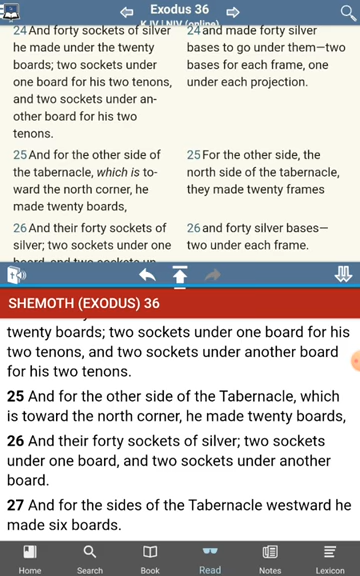 Exodus 36
KJV | NIV (online)
24 And forty sockets of silver
he made under the twenty
boards; two sockets under
one board for his two tenons,
and two sockets under an-
other board for his two
tenons.
24 and made forty silver
bases to go under them—two
bases for each frame, one
under each projection.
25 And for the other side of
the tabernacle, which is to-
ward the north corner, he
made twenty boards,
25 For the other side, the
north side of the tabernacle,
they made twenty frames
26 And their forty sockets of
silver; two sockets under one
board, and two sockets un
26 and forty silver bases—
two under each frame.
SHEMOTH (EXODUS) 36
twenty boards; two sockets under one board for his
two tenons, and two sockets under another board
for his two tenons.
25 And for the other side of the Tabernacle, which
is toward the north corner, he made twenty boards,
26 And their forty sockets of silver; two sockets
under one board, and two sockets under another
board.
27 And for the sides of the Tabernacle westward he
made six boards.
Home Search Book Read Notes Lexicon